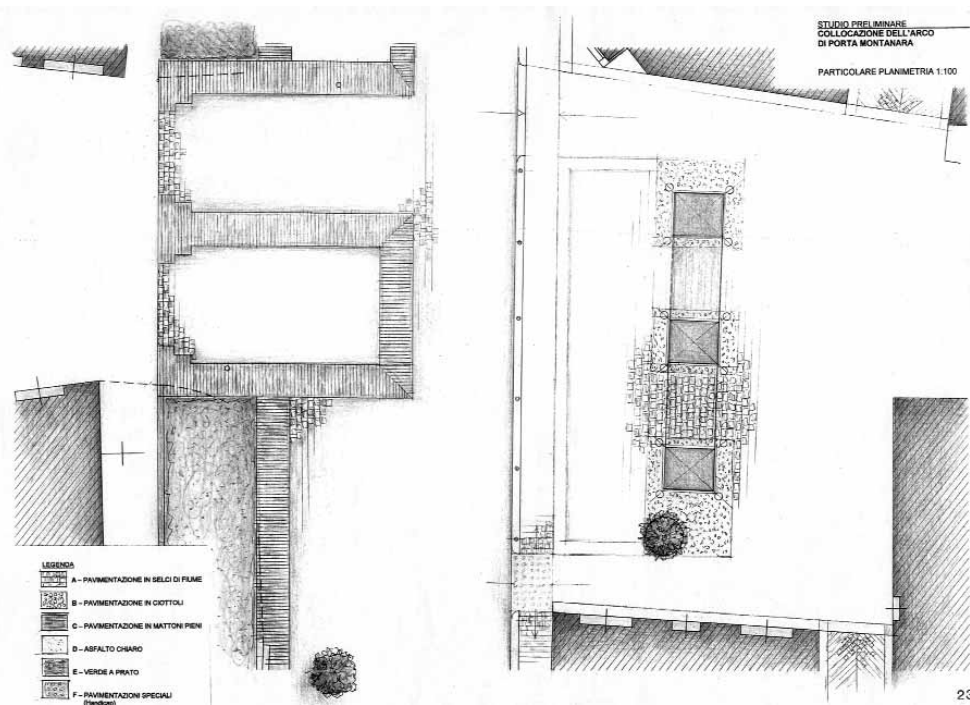 STUDIO PRELIMINARE
COLLOCAZIONE DELL'ARCO
DI PORTA MONTANARA
PARTICOLARE PLANIMETRIA 1:100
LEGENDA
A – PAVIMENTAZIONE IN SELCI DI FIUME
B – PAVIMENTAZIONE IN CIOTTOLI
C – PAVIMENTAZIONE IN MATTONI PIENI
D – ASFALTO CHIARO
E – VERDE A PRATO
F – PAVIMENTAZIONI SPECIALI
(Handicap)
23